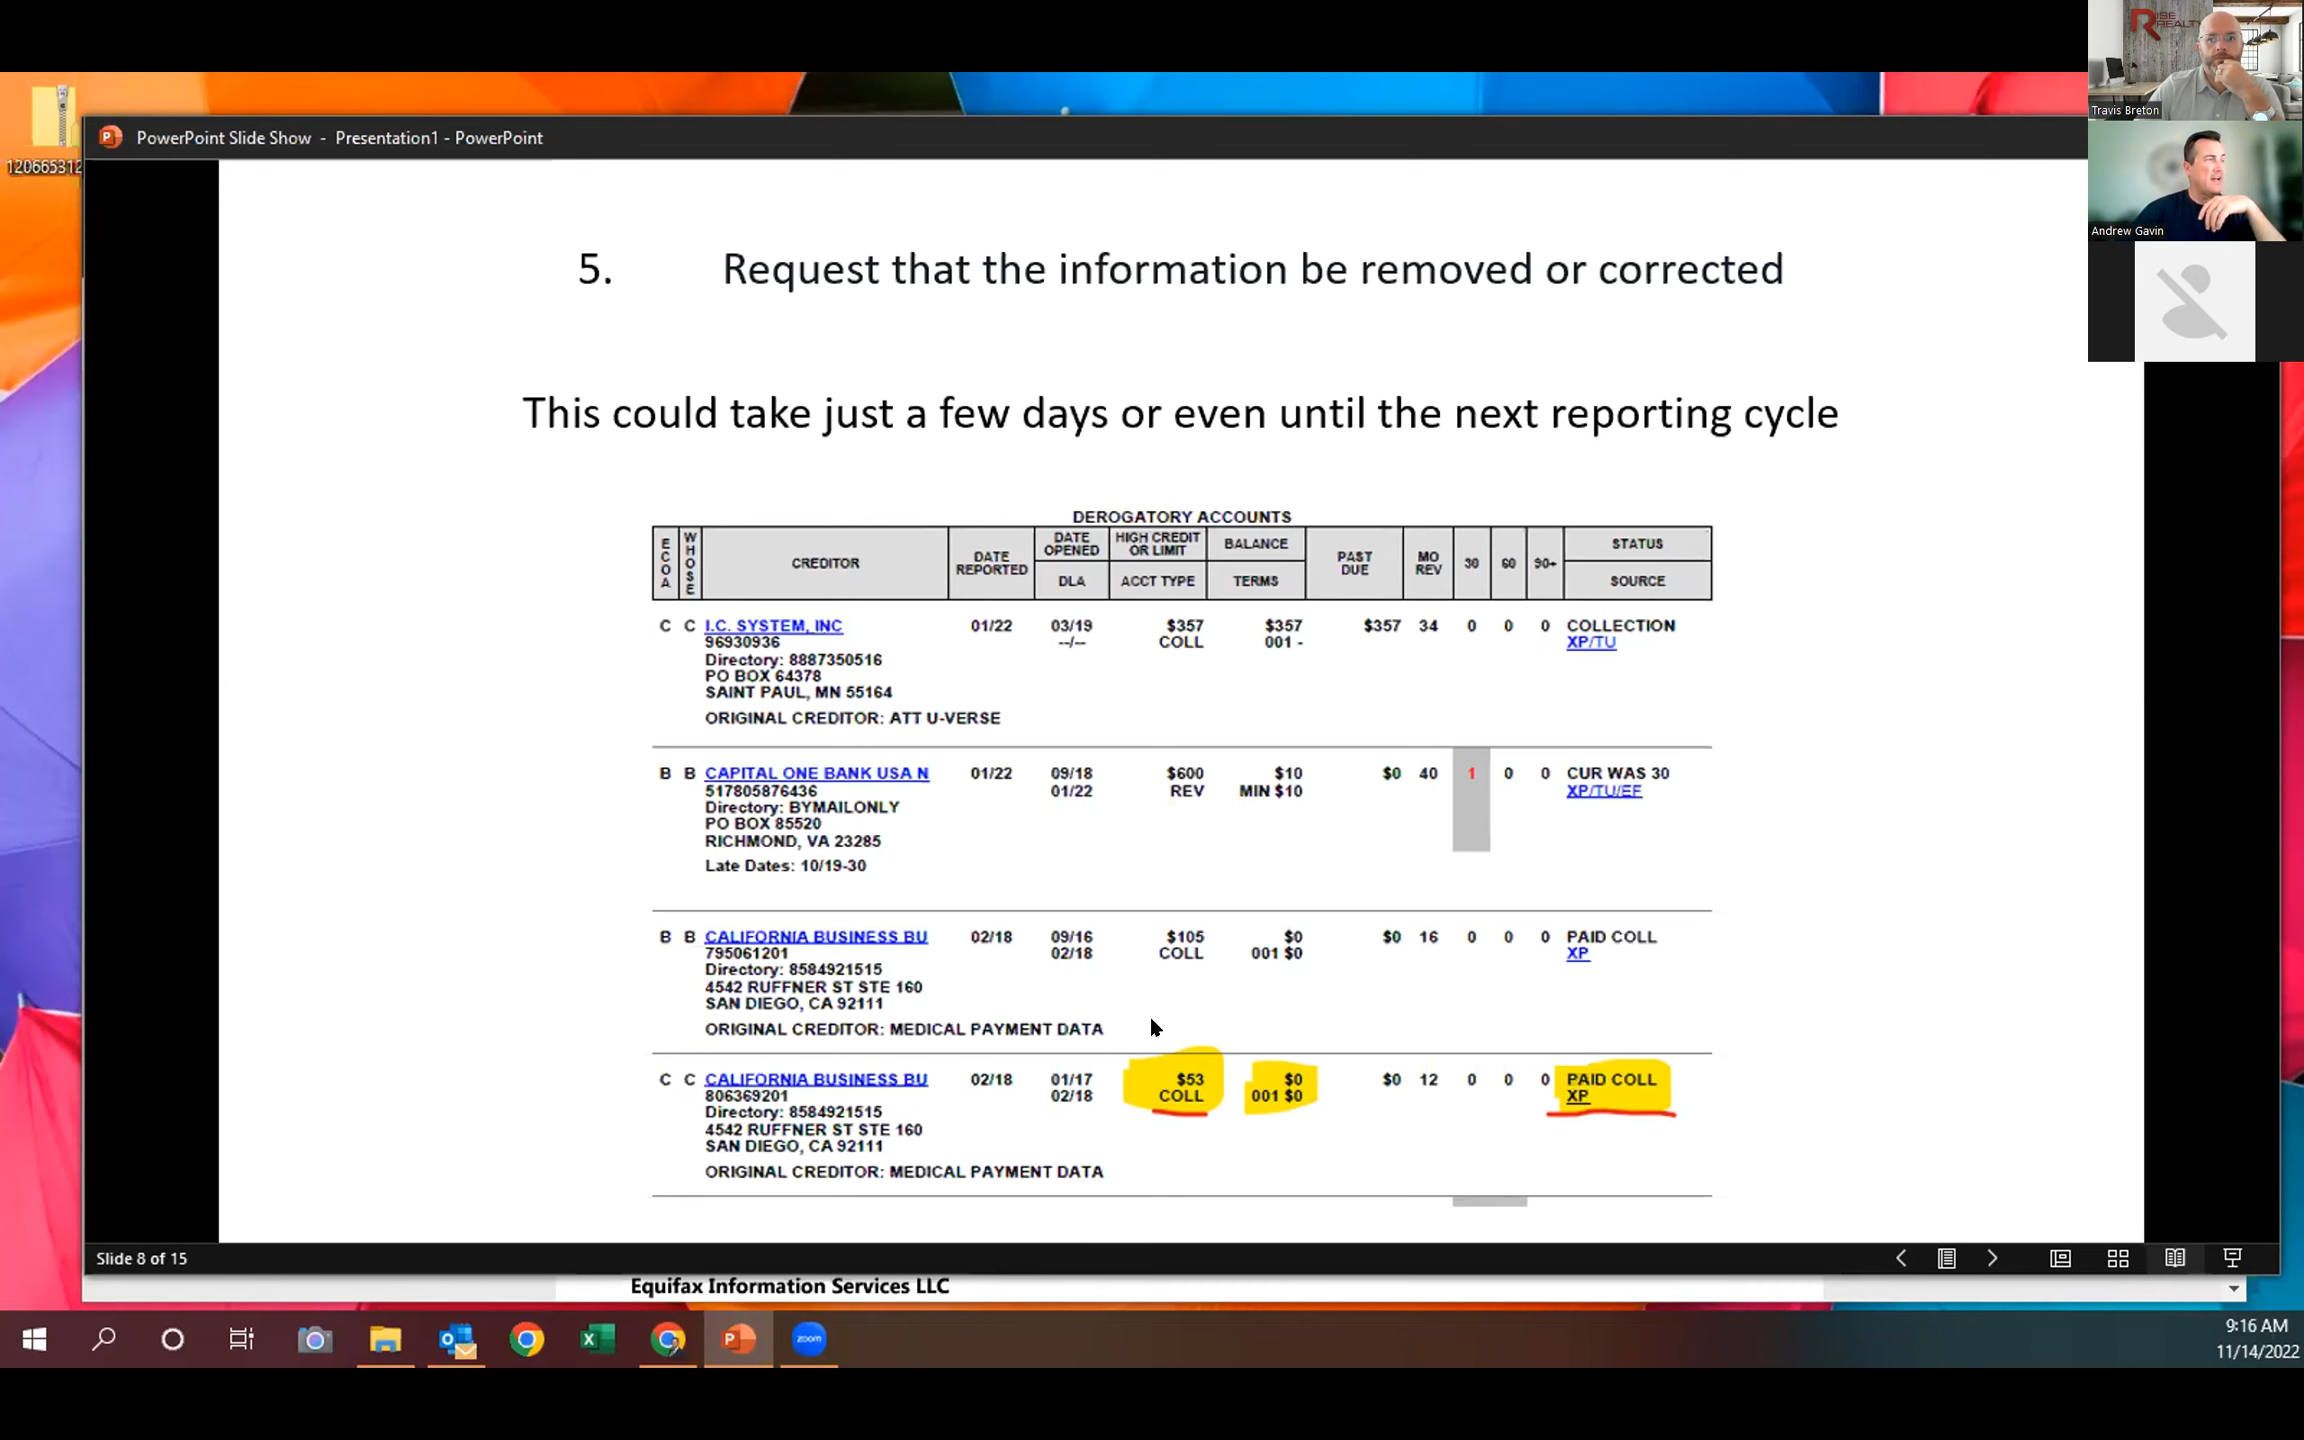 RISE
REALTY
Travis Breton
Andrew Gavin
120665312
PowerPoint Slide Show - Presentation1 - PowerPoint
5. Request that the information be removed or corrected
This could take just a few days or even until the next reporting cycle
DEROGATORY ACCOUNTS
ECOA WHOSE CREDITOR DATE REPORTED DATE OPENED HIGH CREDIT OR LIMIT BALANCE PAST DUE MO REV 30 60 90+ STATUS
DLA ACCT TYPE TERMS SOURCE
C C I.C. SYSTEM, INC 01/22 03/19 $357 $357 $357 34 0 0 0 COLLECTION
96930936 --/-- COLL 001 - XP/TU
Directory: 8887350516
PO BOX 64378
SAINT PAUL, MN 55164
ORIGINAL CREDITOR: ATT U-VERSE
B B CAPITAL ONE BANK USA N 01/22 09/18 $600 $10 $0 40 1 0 0 CUR WAS 30
517805876436 01/22 REV MIN $10 XP/TU/EF
Directory: BYMAILONLY
PO BOX 85520
RICHMOND, VA 23285
Late Dates: 10/19-30
B B CALIFORNIA BUSINESS BU 02/18 09/16 $105 $0 $0 16 0 0 0 PAID COLL
795061201 02/18 COLL 001 $0 XP
Directory: 8584921515
4542 RUFFNER ST STE 160
SAN DIEGO, CA 92111
ORIGINAL CREDITOR: MEDICAL PAYMENT DATA
C C CALIFORNIA BUSINESS BU 02/18 01/17 $53 $0 $0 12 0 0 0 PAID COLL
806369201 02/18 COLL 001 $0 XP
Directory: 8584921515
4542 RUFFNER ST STE 160
SAN DIEGO, CA 92111
ORIGINAL CREDITOR: MEDICAL PAYMENT DATA
Slide 8 of 15
Equifax Information Services LLC
zoom
9:16 AM
11/14/2022